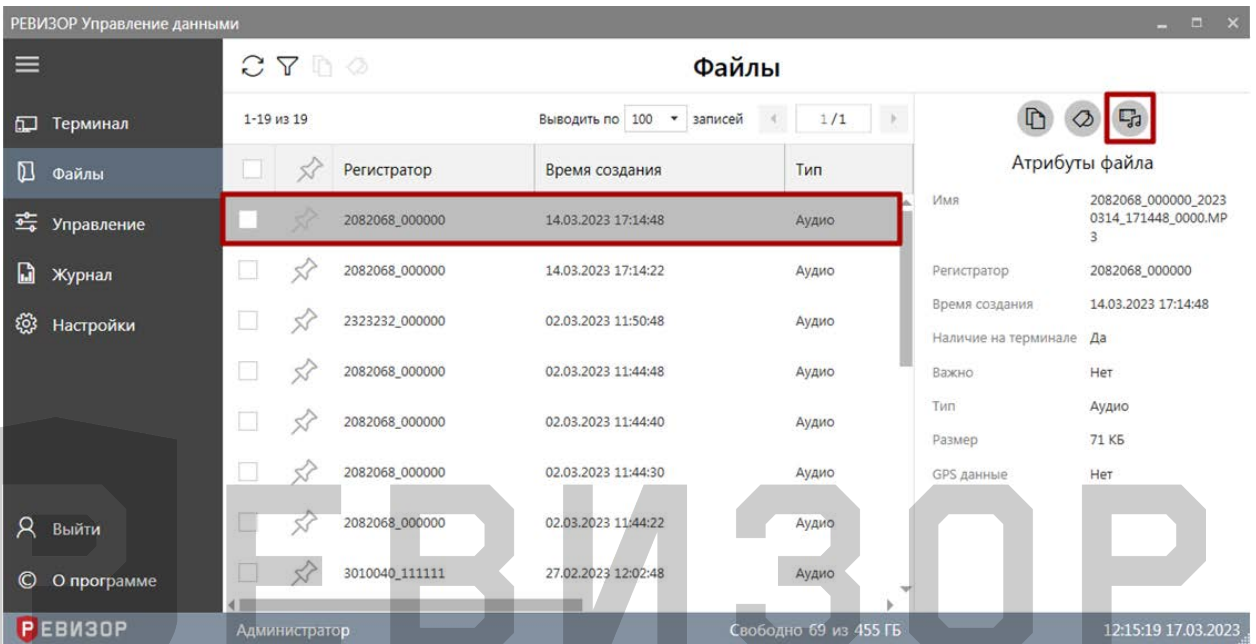 РЕВИЗОР Управление данными
Файлы
Терминал
Файлы
Управление
Журнал
Настройки
Выйти
© О программе
1-19 из 19 Выводить по 100 записей 1/1
Регистратор Время создания Тип
2082068_000000 14.03.2023 17:14:48 Аудио
2082068_000000 14.03.2023 17:14:22 Аудио
2323232_000000 02.03.2023 11:50:48 Аудио
2082068_000000 02.03.2023 11:44:48 Аудио
2082068_000000 02.03.2023 11:44:40 Аудио
2082068_000000 02.03.2023 11:44:30 Аудио
2082068_000000 02.03.2023 11:44:22 Аудио
3010040_111111 27.02.2023 12:02:48 Аудио
Атрибуты файла
Имя 2082068_000000_2023
0314_171448_0000.MP
3
Регистратор 2082068_000000
Время создания 14.03.2023 17:14:48
Наличие на терминале Да
Важно Нет
Тип Аудио
Размер 71 КБ
GPS данные Нет
РЕВИЗОР
РЕВИЗОР Администратор Свободно 69 из 455 ГБ 12:15:19 17.03.2023